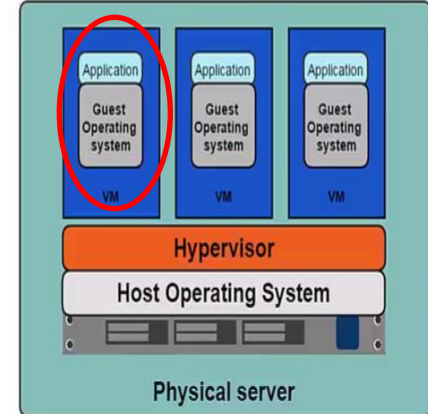 Application
Guest
Operating
system
VM
Application
Guest
Operating
system
VM
Application
Guest
Operating
system
VM
Hypervisor
Host Operating System
Physical server